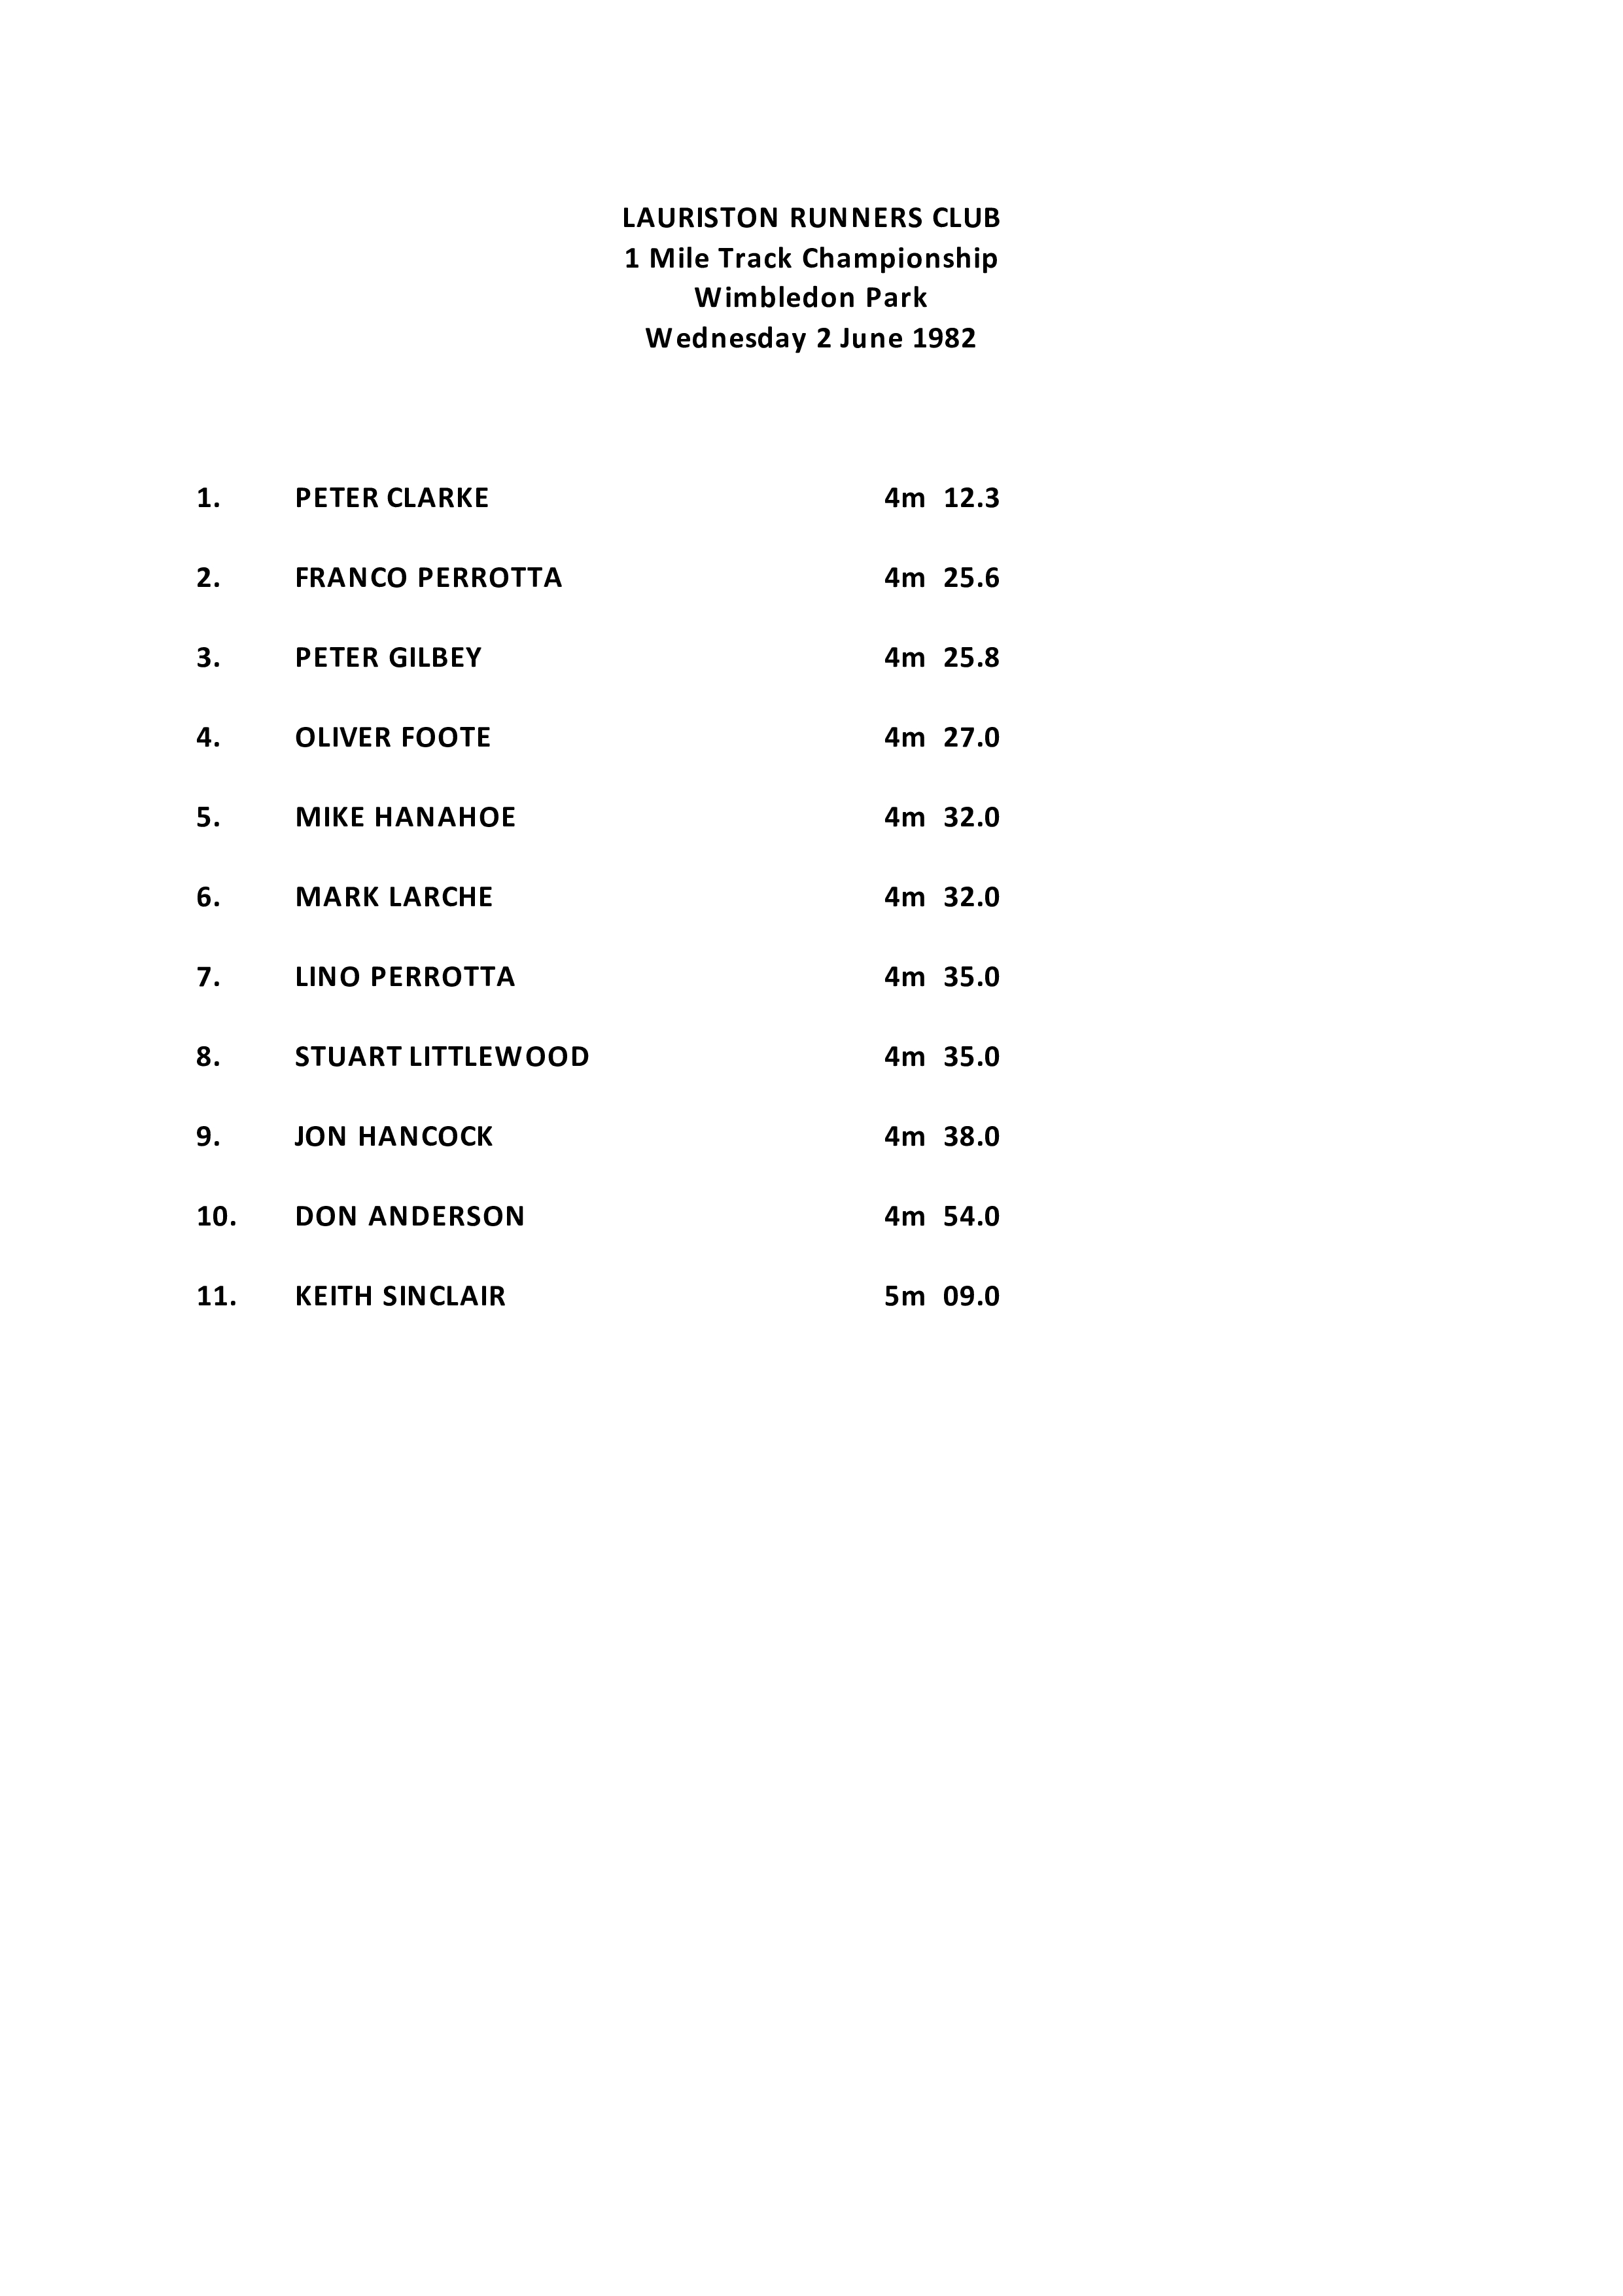 LAURISTON RUNNERS CLUB
1 Mile Track Championship
Wimbledon Park
Wednesday 2 June 1982
1. PETER CLARKE 4m 12.3
2. FRANCO PERROTTA 4m 25.6
3. PETER GILBEY 4m 25.8
4. OLIVER FOOTE 4m 27.0
5. MIKE HANAHOE 4m 32.0
6. MARK LARCHE 4m 32.0
7. LINO PERROTTA 4m 35.0
8. STUART LITTLEWOOD 4m 35.0
9. JON HANCOCK 4m 38.0
10. DON ANDERSON 4m 54.0
11. KEITH SINCLAIR 5m 09.0